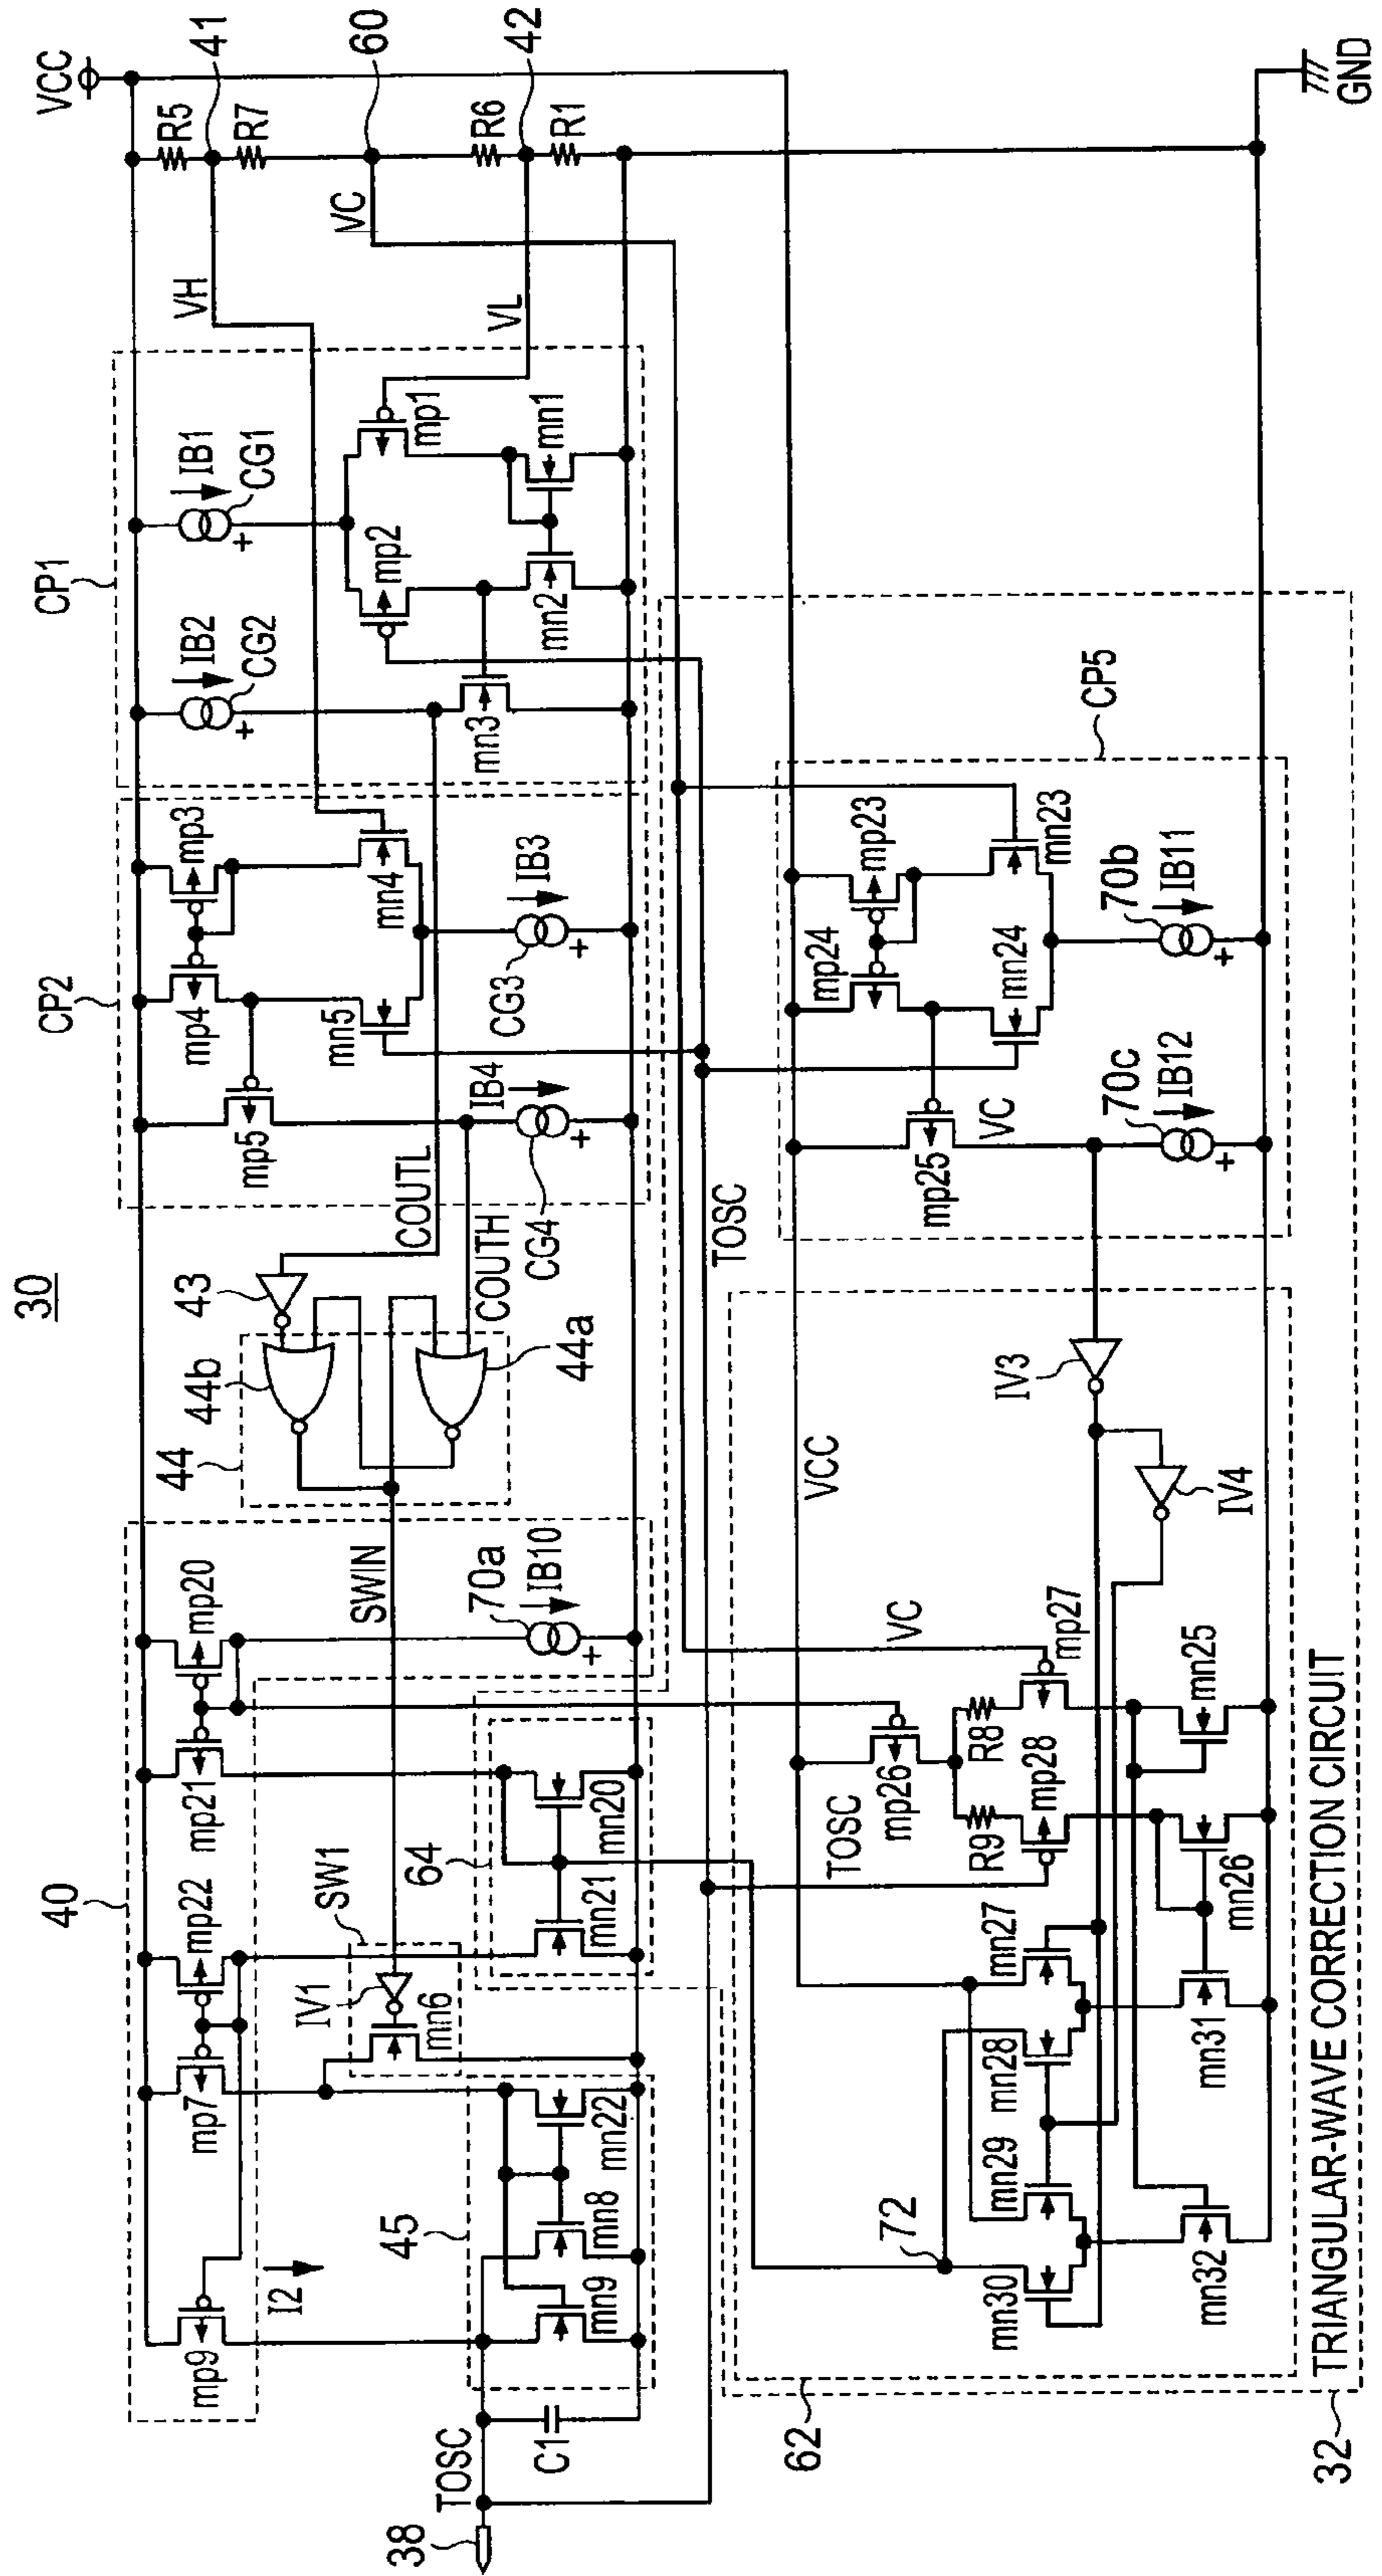 30
VCC
R5
41
R7
60
R6
42
R1
GND
VH
VC
VL
CP1
IB1
CG1
IB2
CG2
mp2
mp1
mn1
mn2
mn3
CP2
mp3
mp4
mn4
mn5
mp5
IB3
CG3
IB4
CG4
COUTL
COUTH
43
44
44b
44a
40
mp20
mp21
mp22
mp7
mp9
70a
IB10
SWIN
SW1
IV1
mn6
64
mn20
mn21
I2
45
mn22
mn8
mn9
C1
TOSC
38
TOSC
CP5
mp23
mp24
mn23
mn24
mp25
VC
70b
IB11
70c
IB12
IV3
IV4
VCC
VC
mp27
mp26
R8
TOSC
R9
mp28
mn25
mn26
mn27
mn28
mn29
mn30
mn31
mn32
72
62
32
TRIANGULAR-WAVE CORRECTION CIRCUIT